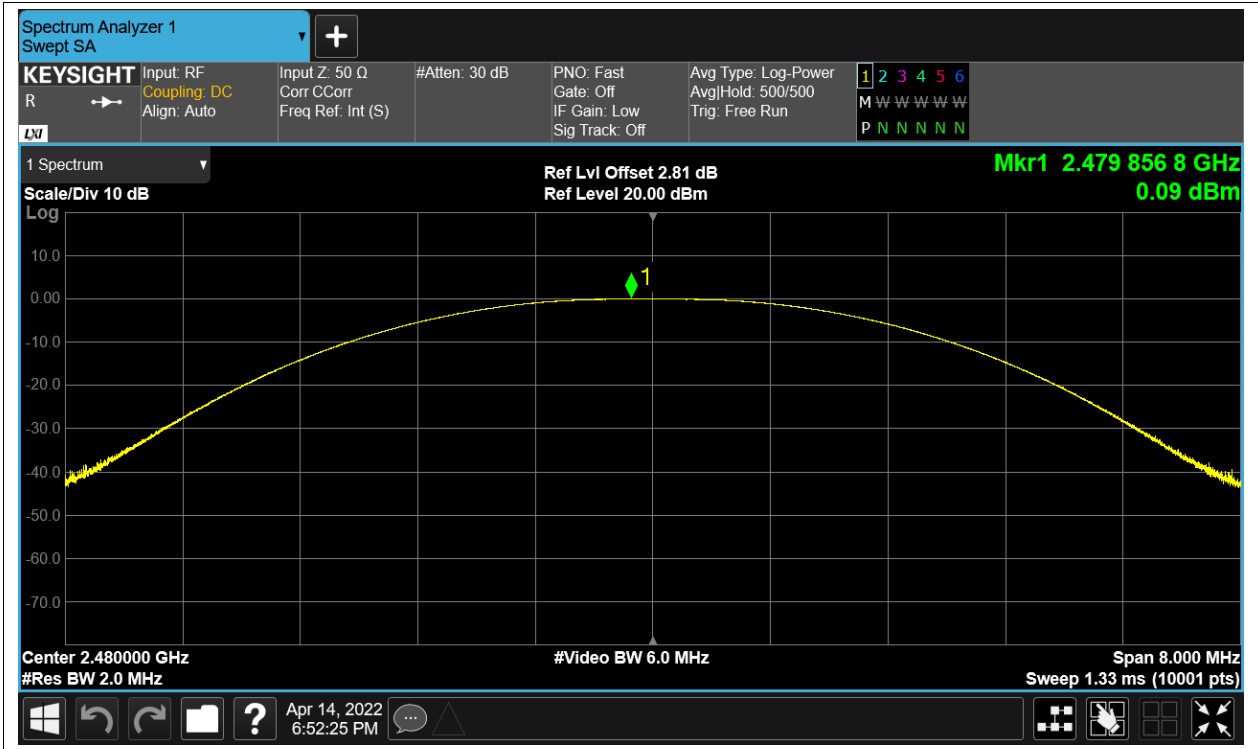 Spectrum Analyzer 1
Swept SA
KEYSIGHT
R
LXI
Input: RF
Coupling: DC
Align: Auto
Input Z: 50 Ω
Corr CCorr
Freq Ref: Int (S)
#Atten: 30 dB
PNO: Fast
Gate: Off
IF Gain: Low
Sig Track: Off
Avg Type: Log-Power
Avg|Hold: 500/500
Trig: Free Run
1 2 3 4 5 6
M W W W W W
P N N N N N
1 Spectrum
Scale/Div 10 dB
Log
Ref Lvl Offset 2.81 dB
Ref Level 20.00 dBm
Mkr1 2.479 856 8 GHz
0.09 dBm
1
10.0
0.00
-10.0
-20.0
-30.0
-40.0
-50.0
-60.0
-70.0
Center 2.480000 GHz
#Video BW 6.0 MHz
Span 8.000 MHz
#Res BW 2.0 MHz
Sweep 1.33 ms (10001 pts)
?
Apr 14, 2022
6:52:25 PM